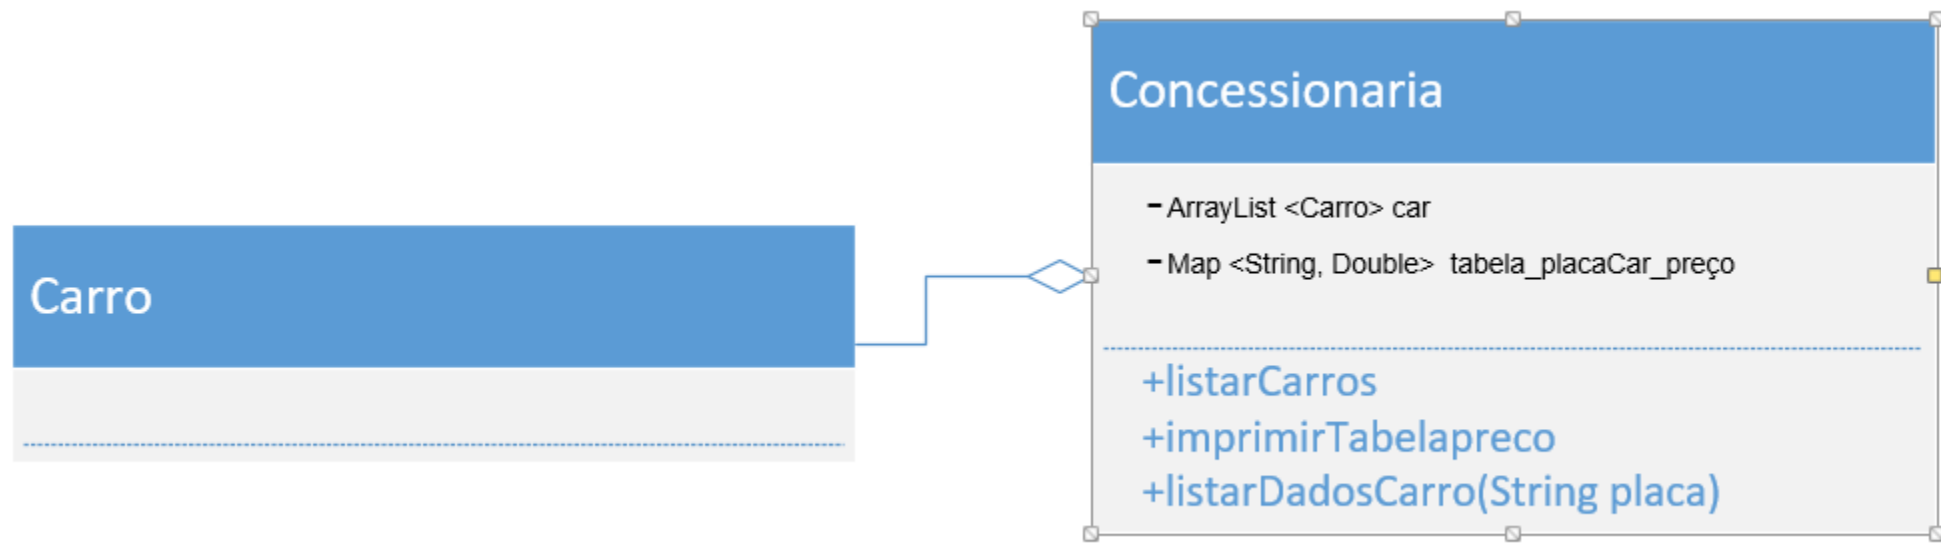 Carro
Concessionaria
-ArrayList <Carro> car
-Map <String, Double> tabela_placaCar_preço
+listarCarros
+imprimirTabelapreco
+listarDadosCarro(String placa)